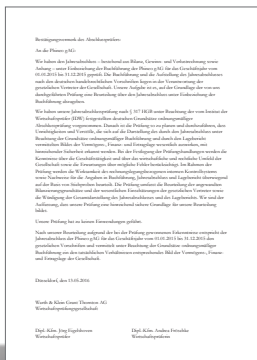 Bestätigungsvermerk des Abschlussprüfers:
An die Phineo gAG:
Wir haben den Jahresabschluss – bestehend aus Bilanz, Gewinn- und Verlustrechnung sowie
Anhang – unter Einbeziehung der Buchführung der Phineo gAG für das Geschäftsjahr vom
01.01.2015 bis 31.12.2015 geprüft. Die Buchführung und die Aufstellung des Jahresabschlusses
nach den deutschen handelsrechtlichen Vorschriften liegen in der Verantwortung der
gesetzlichen Vertreter der Gesellschaft. Unsere Aufgabe ist es, auf der Grundlage der von uns
durchgeführten Prüfung eine Beurteilung über den Jahresabschluss unter Einbeziehung der
Buchführung abzugeben.
Wir haben unsere Jahresabschlussprüfung nach § 317 HGB unter Beachtung der vom Institut der
Wirtschaftsprüfer (IDW) festgestellten deutschen Grundsätze ordnungsmäßiger
Abschlussprüfung vorgenommen. Danach ist die Prüfung so zu planen und durchzuführen, dass
Unrichtigkeiten und Verstöße, die sich auf die Darstellung des durch den Jahresabschluss unter
Beachtung der Grundsätze ordnungsmäßiger Buchführung und durch den Lagebericht
vermittelten Bildes der Vermögens-, Finanz- und Ertragslage wesentlich auswirken, mit
hinreichender Sicherheit erkannt werden. Bei der Festlegung der Prüfungshandlungen werden die
Kenntnisse über die Geschäftstätigkeit und über das wirtschaftliche und rechtliche Umfeld der
Gesellschaft sowie die Erwartungen über mögliche Fehler berücksichtigt. Im Rahmen der
Prüfung werden die Wirksamkeit des rechnungslegungsbezogenen internen Kontrollsystems
sowie Nachweise für die Angaben in Buchführung, Jahresabschluss und Lagebericht überwiegend
auf der Basis von Stichproben beurteilt. Die Prüfung umfasst die Beurteilung der angewandten
Bilanzierungsgrundsätze und der wesentlichen Einschätzungen der gesetzlichen Vertreter sowie
die Würdigung der Gesamtdarstellung des Jahresabschlusses und des Lageberichts. Wir sind der
Auffassung, dass unsere Prüfung eine hinreichend sichere Grundlage für unsere Beurteilung
bildet.
Unsere Prüfung hat zu keinen Einwendungen geführt.
Nach unserer Beurteilung aufgrund der bei der Prüfung gewonnenen Erkenntnisse entspricht der
Jahresabschluss der Phineo gAG für das Geschäftsjahr vom 01.01.2015 bis 31.12.2015 den
gesetzlichen Vorschriften und vermittelt unter Beachtung der Grundsätze ordnungsmäßiger
Buchführung ein den tatsächlichen Verhältnissen entsprechendes Bild der Vermögens-, Finanz-
und Ertragslage der Gesellschaft.
Düsseldorf, den 13.05.2016
Warth & Klein Grant Thornton AG
Wirtschaftsprüfungsgesellschaft
Dipl.-Kfm. Jörg Eigelshoven Dipl.-Kfm. Andrea Fritschke
Wirtschaftsprüfer Wirtschaftsprüferin